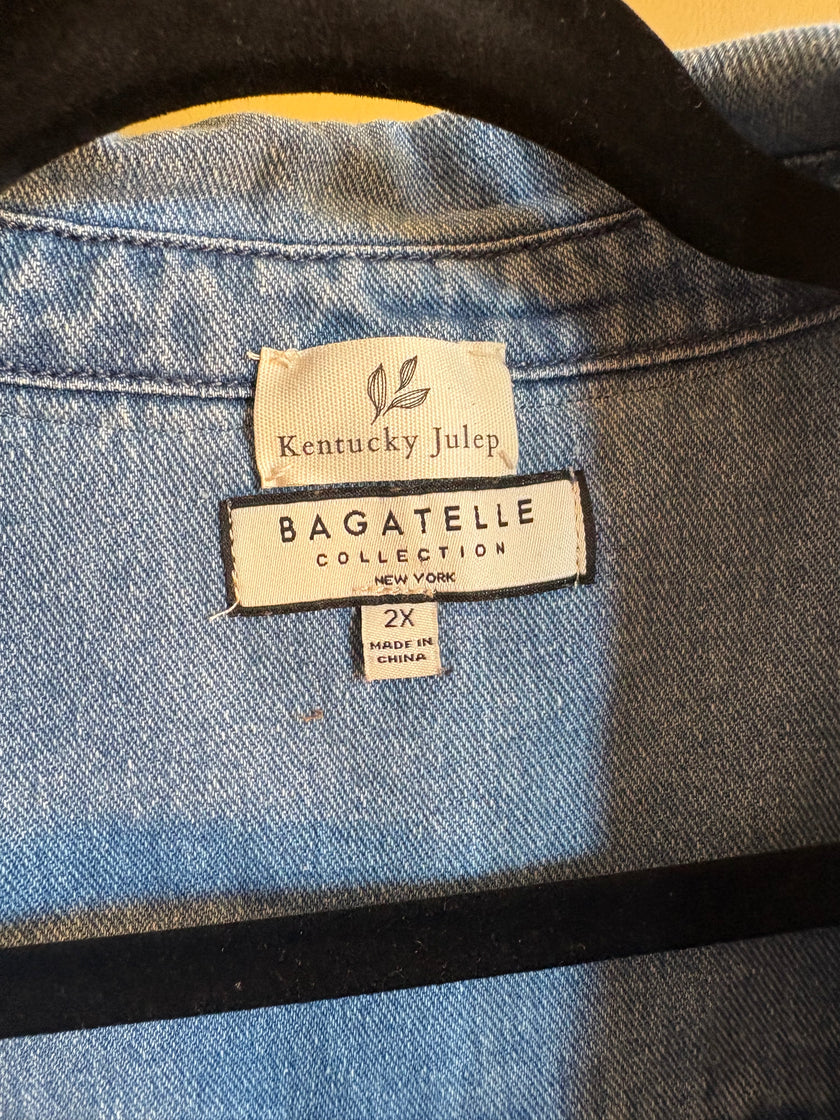 Kentucky Julep
BAGATELLE
COLLECTION
NEW YORK
2X
MADE IN
CHINA